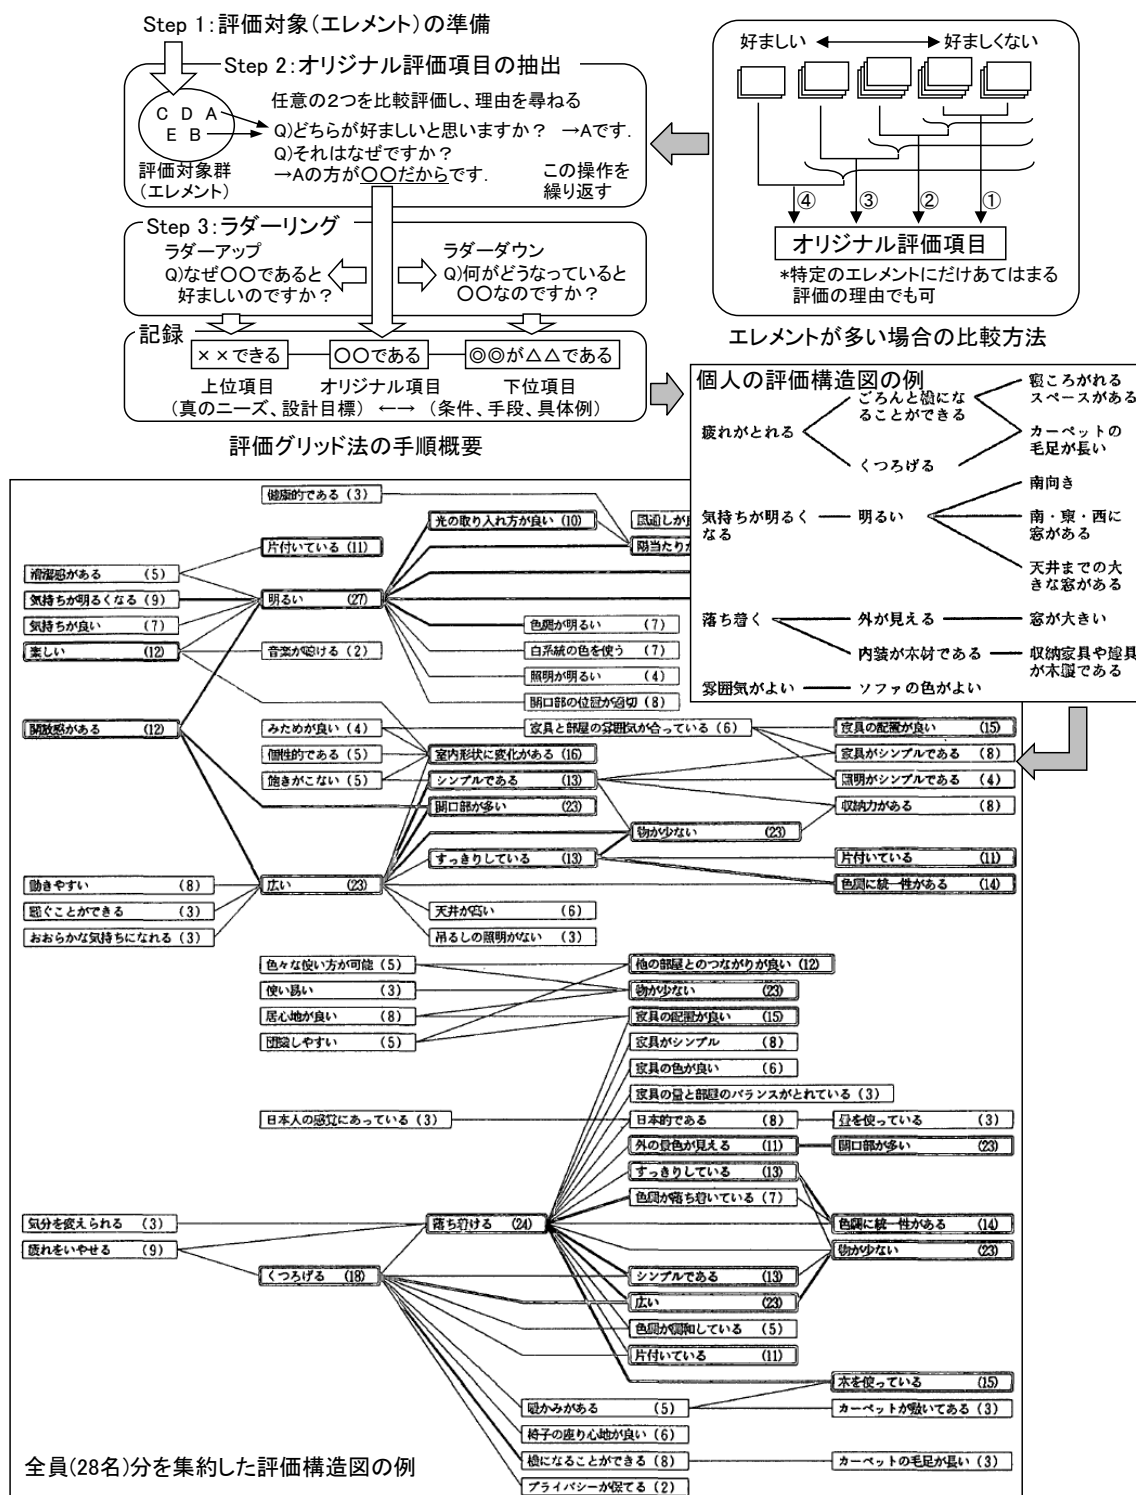 Step 1:評価対象(エレメント)の準備
Step 2:オリジナル評価項目の抽出
任意の2つを比較評価し、理由を尋ねる
C D A
E B
評価対象群
(エレメント)
Q)どちらが好ましいと思いますか? →Aです.
Q)それはなぜですか?
→Aの方が〇〇だからです.
この操作を
繰り返す
Step 3:ラダーリング
ラダーアップ
Q)なぜ〇〇であると
好ましいのですか?
ラダーダウン
Q)何がどうなっていると
〇〇なのですか?
記録
××できる
〇〇である
◎◎が△△である
上位項目
オリジナル項目
下位項目
(真のニーズ、設計目標) ←→ (条件、手段、具体例)
評価グリッド法の手順概要
好ましい
好ましくない
④
③
②
①
オリジナル評価項目
*特定のエレメントにだけあてはまる
評価の理由でも可
エレメントが多い場合の比較方法
個人の評価構造図の例
疲れがとれる
ごろんと横にな
ることができる
寝ころがれる
スペースがある
カーペットの
毛足が長い
くつろげる
気持ちが明るく
なる
明るい
南向き
南・東・西に
窓がある
天井までの大
きな窓がある
落ち着く
外が見える
窓が大きい
内装が木材である
収納家具や建具
が木製である
雰囲気がよい
ソファの色がよい
健康的である (3)
光の取り入れ方が良い (10)
風通しが良
陽当たりが
片付いている (11)
清潔感がある (5)
気持ちが明るくなる (9)
明るい (27)
気持ちが良い (7)
色調が明るい (7)
楽しい (12)
音楽が聴ける (2)
白系統の色を使う (7)
照明が明るい (4)
開口部の位置が適切 (8)
開放感がある (12)
みためが良い (4)
家具と部屋の雰囲気が合っている (6)
家具の配置が良い (15)
個性的である (5)
室内形状に変化がある (16)
家具がシンプルである (8)
飽きがこない (5)
シンプルである (13)
照明がシンプルである (4)
開口部が多い (23)
収納力がある (8)
物が少ない (23)
すっきりしている (13)
片付いている (11)
動きやすい (8)
広い (23)
色調に統一性がある (14)
騒ぐことができる (3)
天井が高い (6)
おおらかな気持ちになれる (3)
吊るしの照明がない (3)
色々な使い方が可能 (5)
他の部屋とのつながりが良い (12)
使い易い (3)
物が少ない (23)
居心地が良い (8)
家具の配置が良い (15)
団欒しやすい (5)
家具がシンプル (8)
家具の色が良い (6)
家具の量と部屋のバランスがとれている (3)
日本人の感覚にあっている (3)
日本的である (8)
畳を使っている (3)
外の景色が見える (11)
開口部が多い (23)
すっきりしている (13)
色調が落ち着いている (7)
気分を変えられる (3)
落ち着ける (24)
色調に統一性がある (14)
疲れをいやせる (9)
物が少ない (23)
くつろげる (18)
シンプルである (13)
広い (23)
色調が調和している (5)
片付いている (11)
木を使っている (15)
暖かみがある (5)
カーペットが敷いてある (3)
椅子の座り心地が良い (6)
横になることができる (8)
カーペットの毛足が長い (3)
プライバシーが保てる (2)
全員(28名)分を集約した評価構造図の例